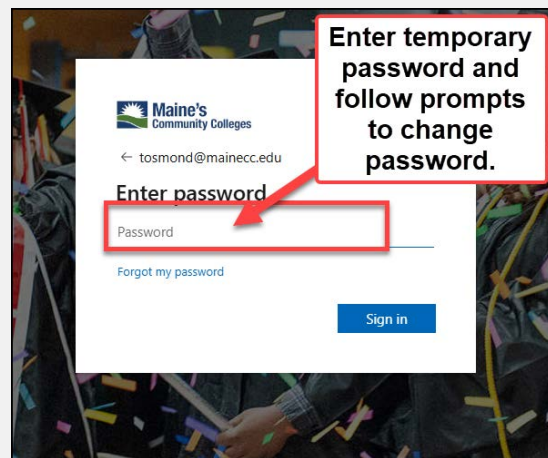 Enter temporary
password and
follow prompts
to change
password.
Maine's
Community Colleges
← tosmond@mainecc.edu
Enter password
Password
Forgot my password
Sign in